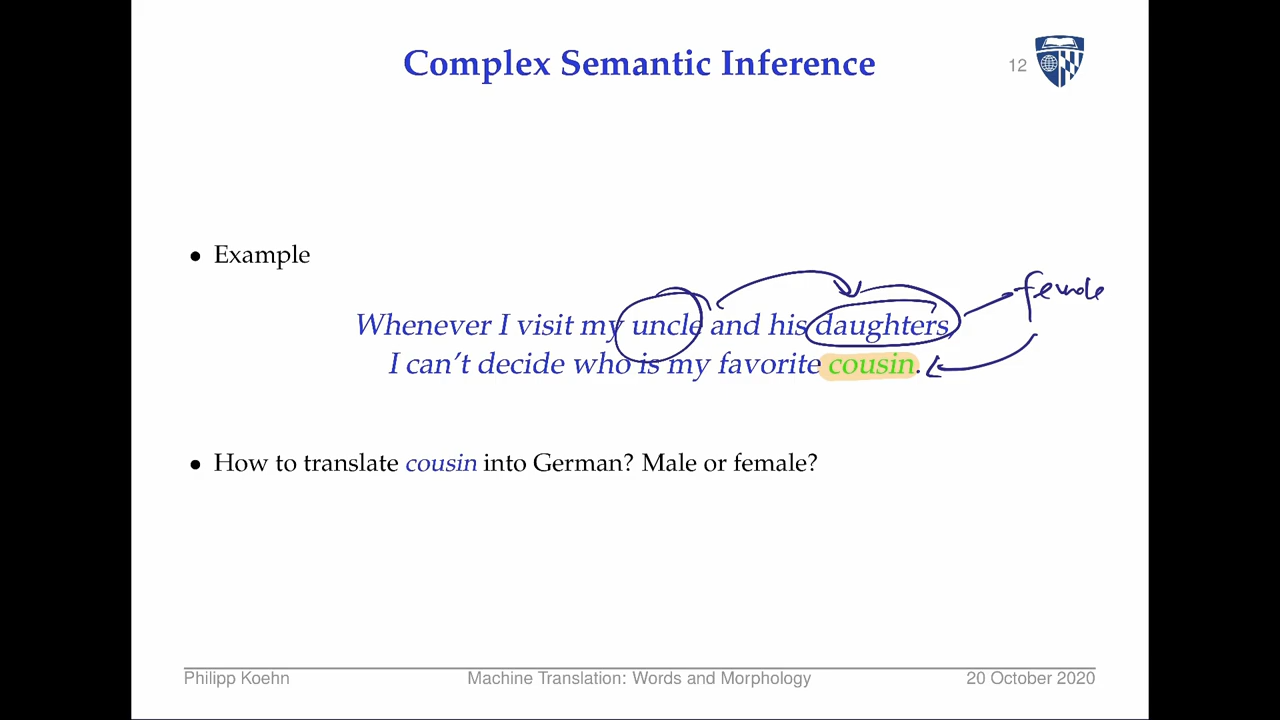 Complex Semantic Inference
12
• Example
female
Whenever I visit my uncle and his daughters,
I can't decide who is my favorite cousin.
• How to translate cousin into German? Male or female?
Philipp Koehn Machine Translation: Words and Morphology 20 October 2020